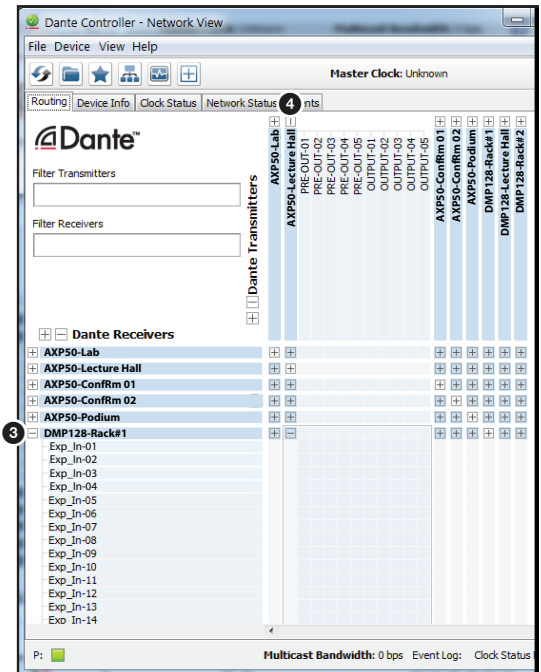 Dante Controller - Network View
File Device View Help
Master Clock: Unknown
Routing Device Info Clock Status Network Status
4
nts
Dante™
Filter Transmitters
Filter Receivers
Dante Transmitters
AXP50-Lab
AXP50-Lecture Hall
PRE-OUT-01
PRE-OUT-02
PRE-OUT-03
PRE-OUT-04
PRE-OUT-05
OUTPUT-01
OUTPUT-02
OUTPUT-03
OUTPUT-04
OUTPUT-05
AXP50-ConfRm 01
AXP50-ConfRm 02
AXP50-Podium
DMP128-Rack#1
DMP128-Lecture Hall
DMP128-Rack#2
Dante Receivers
AXP50-Lab
AXP50-Lecture Hall
AXP50-ConfRm 01
AXP50-ConfRm 02
AXP50-Podium
3
DMP128-Rack#1
Exp_In-01
Exp_In-02
Exp_In-03
Exp_In-04
Exp_In-05
Exp_In-06
Exp_In-07
Exp_In-08
Exp_In-09
Exp_In-10
Exp_In-11
Exp_In-12
Exp_In-13
Exp_In-14
P: Multicast Bandwidth: 0 bps Event Log: Clock Status